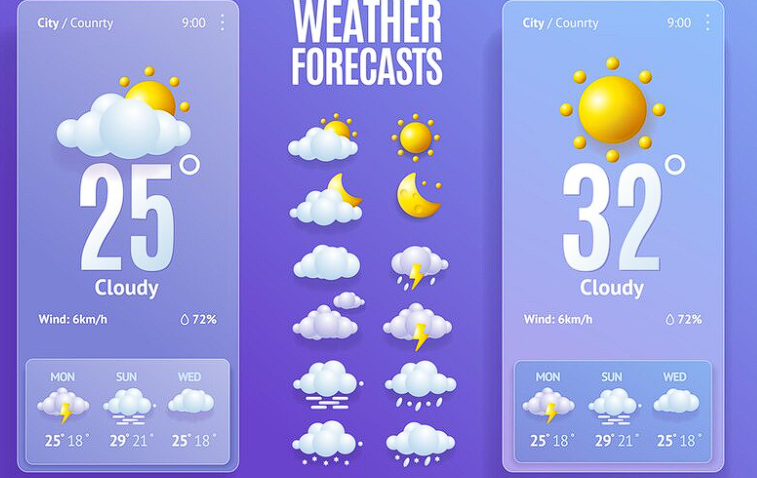 City / Counrty 9:00
25°
Cloudy
Wind: 6km/h 72%
MON SUN WED
25° 18° 29° 21° 25° 18°
WEATHER
FORECASTS
City / Counrty 9:00
32°
Cloudy
Wind: 6km/h 72%
MON SUN WED
25° 18° 29° 21° 25° 18°